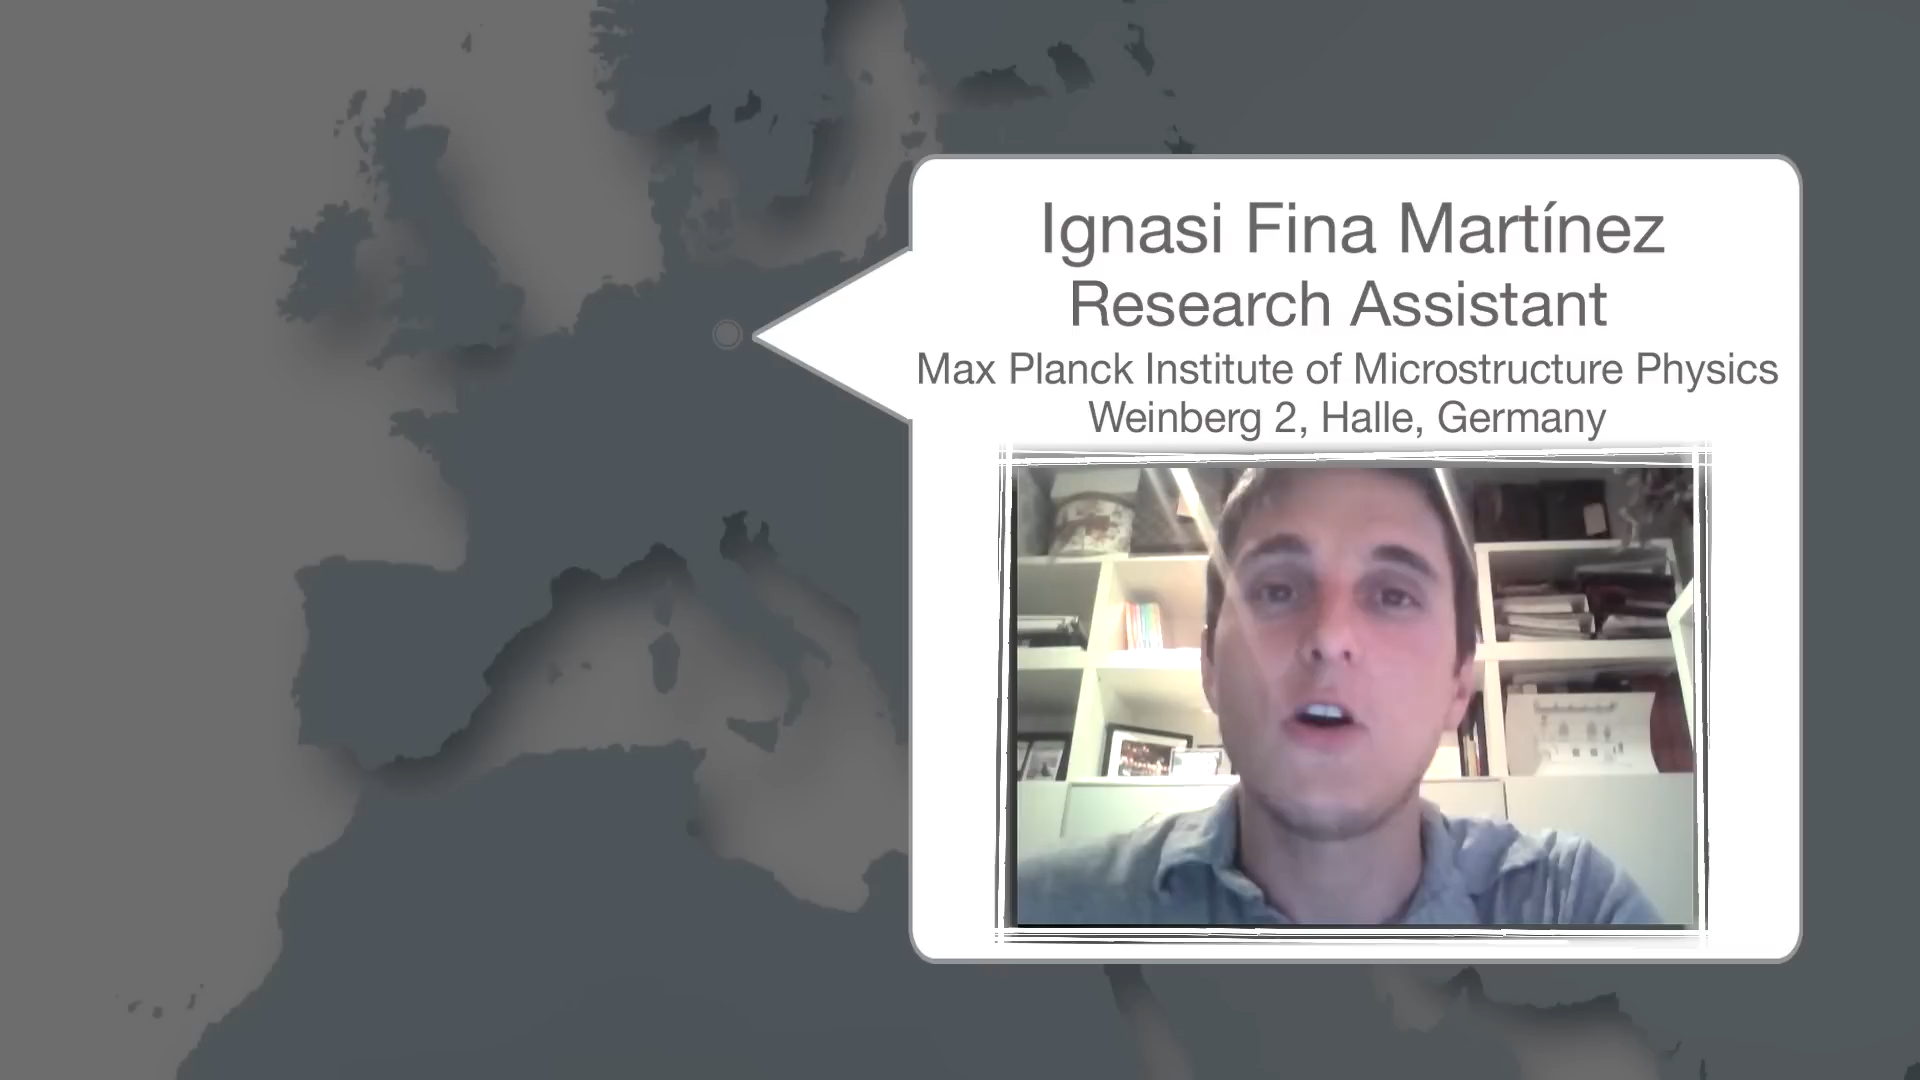 Ignasi Fina Martínez
Research Assistant
Max Planck Institute of Microstructure Physics
Weinberg 2, Halle, Germany